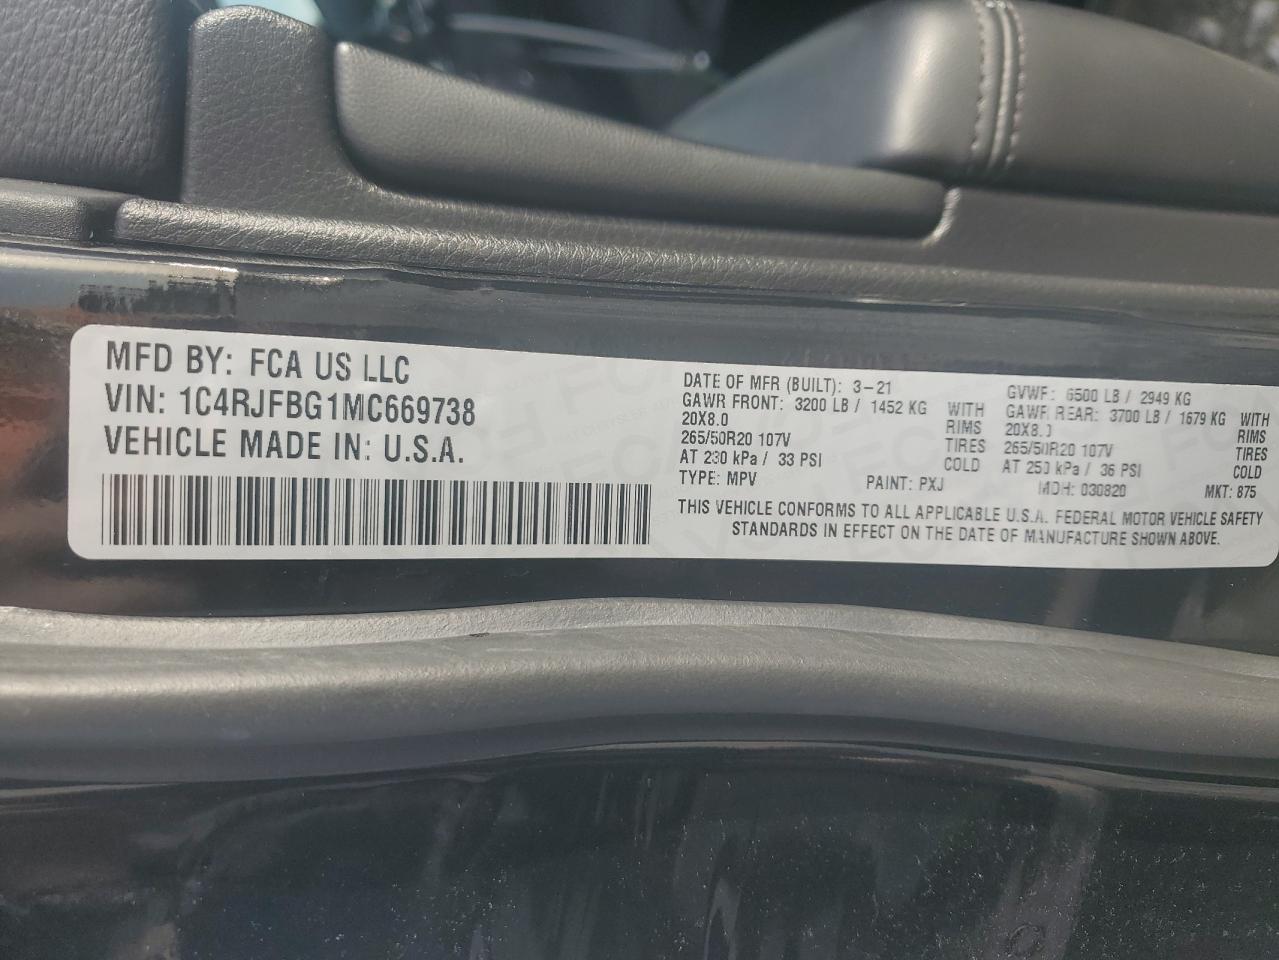 MFD BY: FCA US LLC
VIN: 1C4RJFBG1MC669738
VEHICLE MADE IN: U.S.A.
DATE OF MFR (BUILT): 3-21
GAWR FRONT: 3200 LB / 1452 KG WITH
20X8.0 RIMS
265/50R20 107V TIRES
AT 230 kPa / 33 PSI COLD
TYPE: MPV PAINT: PXJ
GVWF: 6500 LB / 2949 KG
GAWR REAR: 3700 LB / 1679 KG WITH
20X8.0 RIMS
265/50R20 107V TIRES
AT 250 kPa / 36 PSI COLD
MDH: 030820 MKT: 875
THIS VEHICLE CONFORMS TO ALL APPLICABLE U.S.A. FEDERAL MOTOR VEHICLE SAFETY
STANDARDS IN EFFECT ON THE DATE OF MANUFACTURE SHOWN ABOVE.